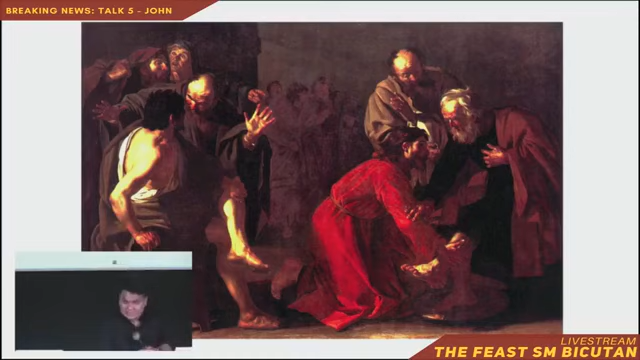 BREAKING NEWS: TALK 5 - JOHN
LIVESTREAM
THE FEAST SM BICUTAN